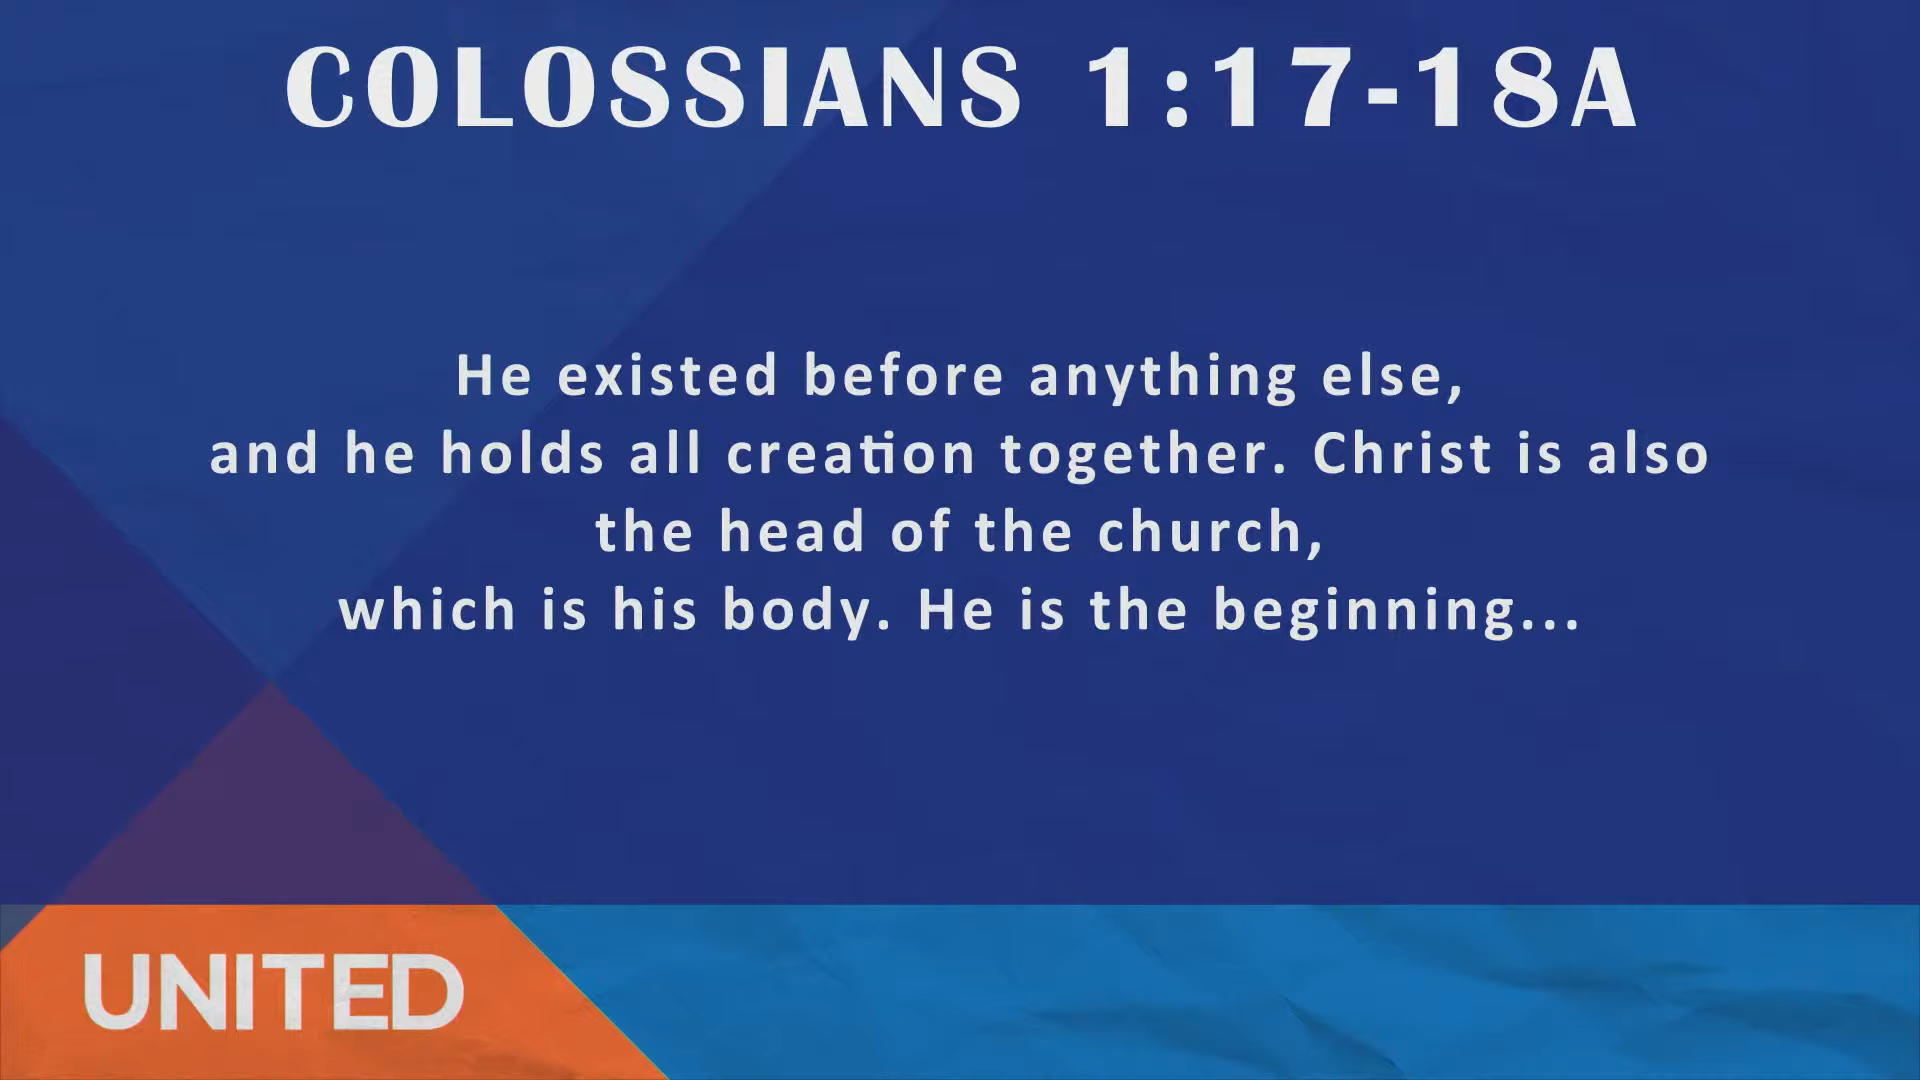 COLOSSIANS 1:17-18A
He existed before anything else,
and he holds all creation together. Christ is also
the head of the church,
which is his body. He is the beginning...
UNITED